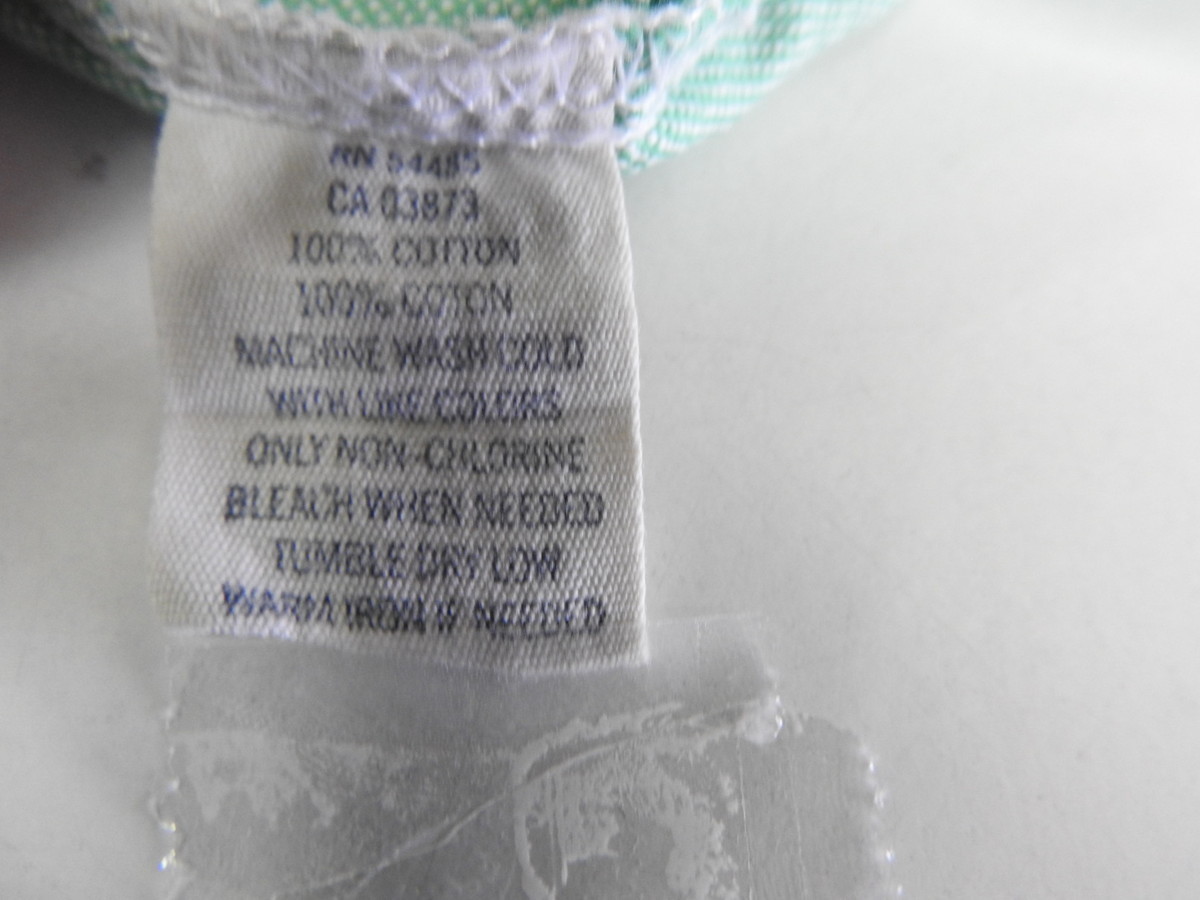 RN 54485
CA 03873
100% COTTON
100% COTON
MACHINE WASH COLD
WITH LIKE COLORS
ONLY NON-CHLORINE
BLEACH WHEN NEEDED
TUMBLE DRY LOW
WARM IRON IF NEEDED